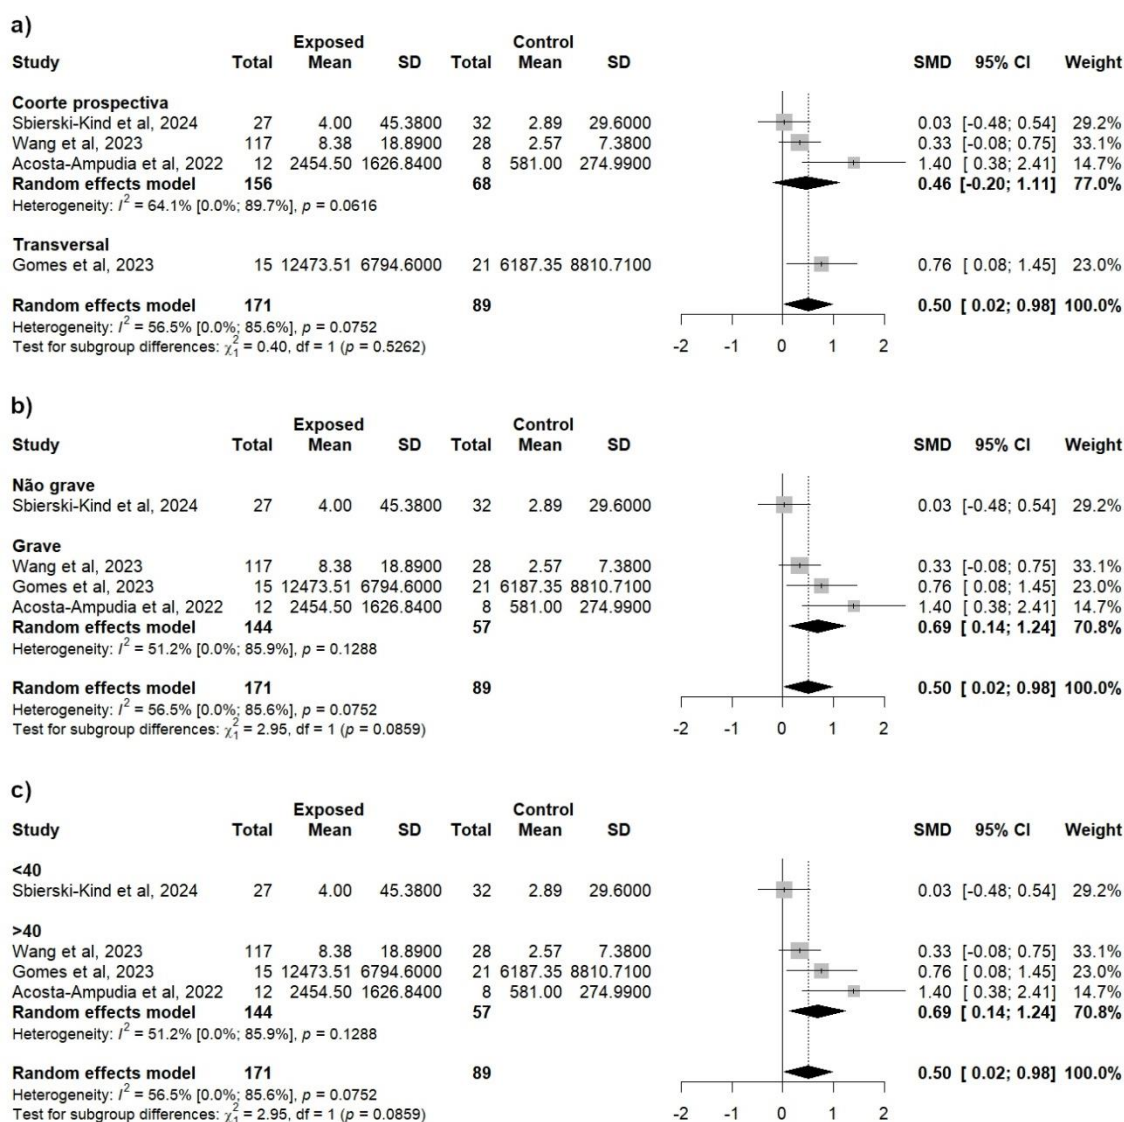 a)
Exposed Control
Study Total Mean SD Total Mean SD SMD 95% CI Weight
Coorte prospectiva
Sbierski-Kind et al, 2024 27 4.00 45.3800 32 2.89 29.6000 0.03 [-0.48; 0.54] 29.2%
Wang et al, 2023 117 8.38 18.8900 28 2.57 7.3800 0.33 [-0.08; 0.75] 33.1%
Acosta-Ampudia et al, 2022 12 2454.50 1626.8400 8 581.00 274.9900 1.40 [ 0.38; 2.41] 14.7%
Random effects model 156 68 0.46 [-0.20; 1.11] 77.0%
Heterogeneity: I² = 64.1% [0.0%; 89.7%], p = 0.0616
Transversal
Gomes et al, 2023 15 12473.51 6794.6000 21 6187.35 8810.7100 0.76 [ 0.08; 1.45] 23.0%
Random effects model 171 89 0.50 [ 0.02; 0.98] 100.0%
Heterogeneity: I² = 56.5% [0.0%; 85.6%], p = 0.0752
Test for subgroup differences: χ²₁ = 0.40, df = 1 (p = 0.5262)
-2 -1 0 1 2
b)
Exposed Control
Study Total Mean SD Total Mean SD SMD 95% CI Weight
Não grave
Sbierski-Kind et al, 2024 27 4.00 45.3800 32 2.89 29.6000 0.03 [-0.48; 0.54] 29.2%
Grave
Wang et al, 2023 117 8.38 18.8900 28 2.57 7.3800 0.33 [-0.08; 0.75] 33.1%
Gomes et al, 2023 15 12473.51 6794.6000 21 6187.35 8810.7100 0.76 [ 0.08; 1.45] 23.0%
Acosta-Ampudia et al, 2022 12 2454.50 1626.8400 8 581.00 274.9900 1.40 [ 0.38; 2.41] 14.7%
Random effects model 144 57 0.69 [ 0.14; 1.24] 70.8%
Heterogeneity: I² = 51.2% [0.0%; 85.9%], p = 0.1288
Random effects model 171 89 0.50 [ 0.02; 0.98] 100.0%
Heterogeneity: I² = 56.5% [0.0%; 85.6%], p = 0.0752
Test for subgroup differences: χ²₁ = 2.95, df = 1 (p = 0.0859)
-2 -1 0 1 2
c)
Exposed Control
Study Total Mean SD Total Mean SD SMD 95% CI Weight
<40
Sbierski-Kind et al, 2024 27 4.00 45.3800 32 2.89 29.6000 0.03 [-0.48; 0.54] 29.2%
>40
Wang et al, 2023 117 8.38 18.8900 28 2.57 7.3800 0.33 [-0.08; 0.75] 33.1%
Gomes et al, 2023 15 12473.51 6794.6000 21 6187.35 8810.7100 0.76 [ 0.08; 1.45] 23.0%
Acosta-Ampudia et al, 2022 12 2454.50 1626.8400 8 581.00 274.9900 1.40 [ 0.38; 2.41] 14.7%
Random effects model 144 57 0.69 [ 0.14; 1.24] 70.8%
Heterogeneity: I² = 51.2% [0.0%; 85.9%], p = 0.1288
Random effects model 171 89 0.50 [ 0.02; 0.98] 100.0%
Heterogeneity: I² = 56.5% [0.0%; 85.6%], p = 0.0752
Test for subgroup differences: χ²₁ = 2.95, df = 1 (p = 0.0859)
-2 -1 0 1 2